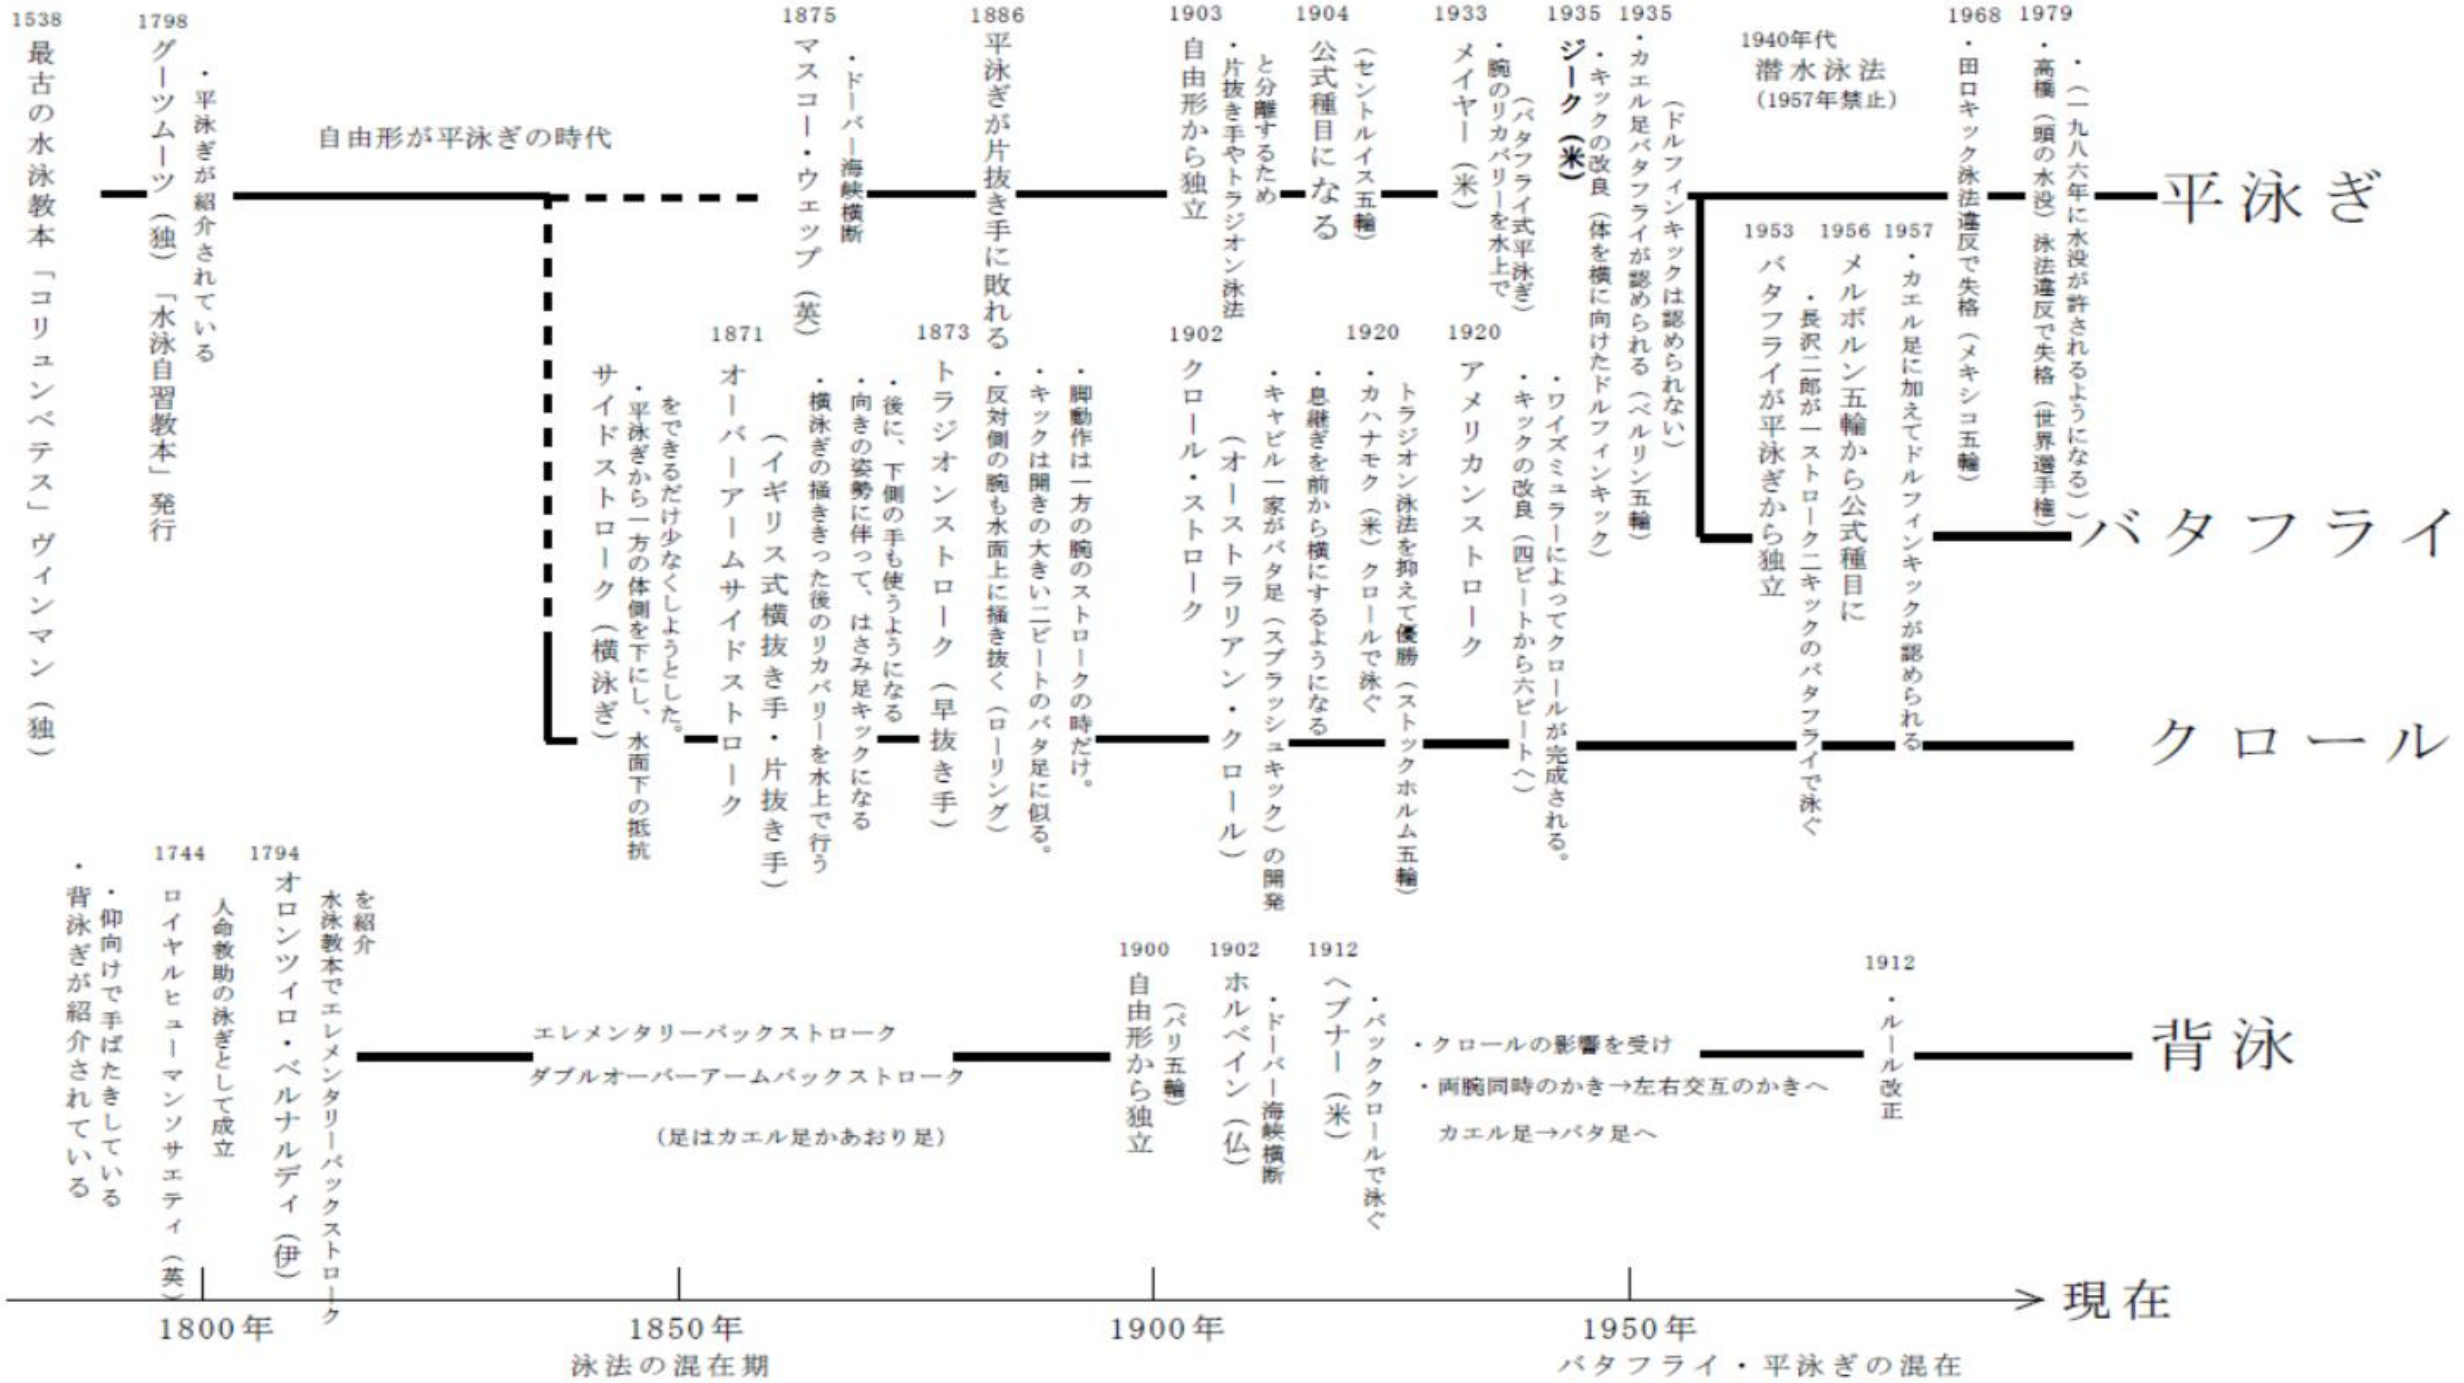 1538
最古の水泳教本「コリュンベテス」ヴィンマン（独）
1798
グーツムーツ（独）「水泳自習教本」発行
・平泳ぎが紹介されている
自由形が平泳ぎの時代
1875
マスコー・ウェップ（英）
・ドーバー海峡横断
1886
平泳ぎが片抜き手に敗れる
1903
自由形から独立
・片抜き手やトラジオン泳法
と分離するため
1904
公式種目になる
（セントルイス五輪）
1933
メイヤー（米）
・腕のリカバリーを水上で
（バタフライ式平泳ぎ）
1935
ジーク（米）
・キックの改良（体を横に向けたドルフィンキック）
1935
・カエル足バタフライが認められる（ベルリン五輪）
（ドルフィンキックは認められない）
1940年代
潜水泳法
（1957年禁止）
1968
・田口キック泳法違反で失格（メキシコ五輪）
1979
・高橋（頭の水没）泳法違反で失格（世界選手権）
・（一九八六年に水没が許されるようになる）
平泳ぎ
1953
バタフライが平泳ぎから独立
・長沢二郎が一ストローク二キックのバタフライで泳ぐ
1956
メルボルン五輪から公式種目に
1957
・カエル足に加えてドルフィンキックが認められる
バタフライ
サイドストローク（横泳ぎ）
・平泳ぎから一方の体側を下にし、水面下の抵抗
をできるだけ少なくしようとした。
1871
オーバーアームサイドストローク
（イギリス式横抜き手・片抜き手）
・横泳ぎの掻ききった後のリカバリーを水上で行う
・向きの姿勢に伴って、はさみ足キックになる
・後に、下側の手も使うようになる
1873
トラジオンストローク（早抜き手）
・反対側の腕も水面上に掻き抜く（ローリング）
・キックは開きの大きい二ビートのバタ足に似る。
・脚動作は一方の腕のストロークの時だけ。
1902
クロール・ストローク
（オーストラリアン・クロール）
・キャビル一家がバタ足（スプラッシュキック）の開発
・息継ぎを前から横にするようになる
1920
・カハナモク（米）クロールで泳ぐ
トラジオン泳法を抑えて優勝（ストックホルム五輪）
1920
アメリカンストローク
・キックの改良（四ビートから六ビートへ）
・ワイズミュラーによってクロールが完成される。
クロール
・背泳ぎが紹介されている
・仰向けで手ばたきしている
1744
ロイヤルヒューマンソサエティ（英）
人命救助の泳ぎとして成立
1794
オロンツィロ・ベルナルディ（伊）
水泳教本でエレメンタリーバックストローク
を紹介
エレメンタリーバックストローク
ダブルオーバーアームバックストローク
（足はカエル足かあおり足）
1900
自由形から独立
（パリ五輪）
1902
ホルベイン（仏）
・ドーバー海峡横断
1912
ヘブナー（米）
・バッククロールで泳ぐ
・クロールの影響を受け
・両腕同時のかき→左右交互のかきへ
カエル足→バタ足へ
1912
・ルール改正
背泳
1800年
1850年
1900年
1950年
現在
泳法の混在期
バタフライ・平泳ぎの混在